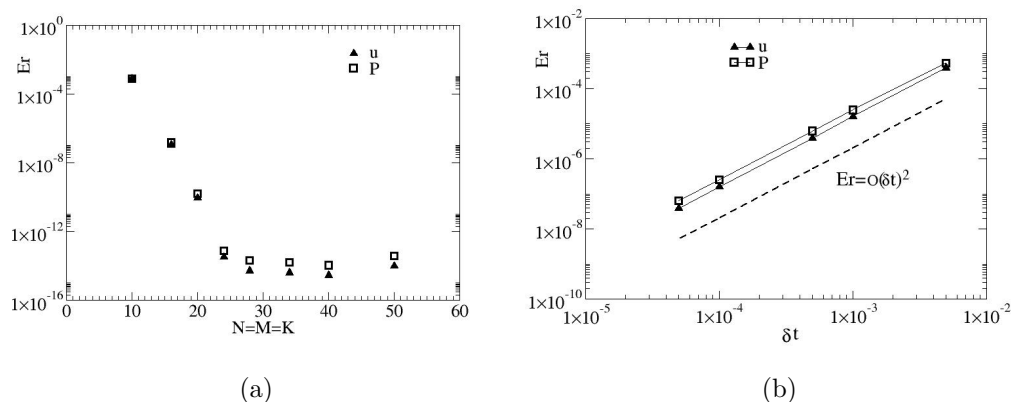 1×10⁰
1×10⁻⁴
1×10⁻⁸
1×10⁻¹²
1×10⁻¹⁶
Er
u
P
0 10 20 30 40 50 60
N=M=K
(a)
1×10⁻²
1×10⁻⁴
1×10⁻⁶
1×10⁻⁸
1×10⁻¹⁰
Er
u
P
Er=O(δt)²
1×10⁻⁵ 1×10⁻⁴ 1×10⁻³ 1×10⁻²
δt
(b)